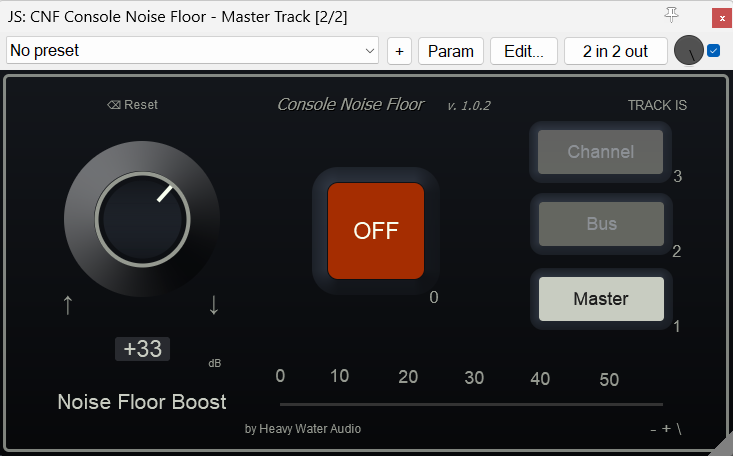 JS: CNF Console Noise Floor - Master Track [2/2]
No preset
+
Param
Edit...
2 in 2 out
⌫ Reset
Console Noise Floor v. 1.0.2
TRACK IS
Channel
3
Bus
2
OFF
0
Master
1
↑ ↓
+33
dB
Noise Floor Boost
0 10 20 30 40 50
by Heavy Water Audio
- + \